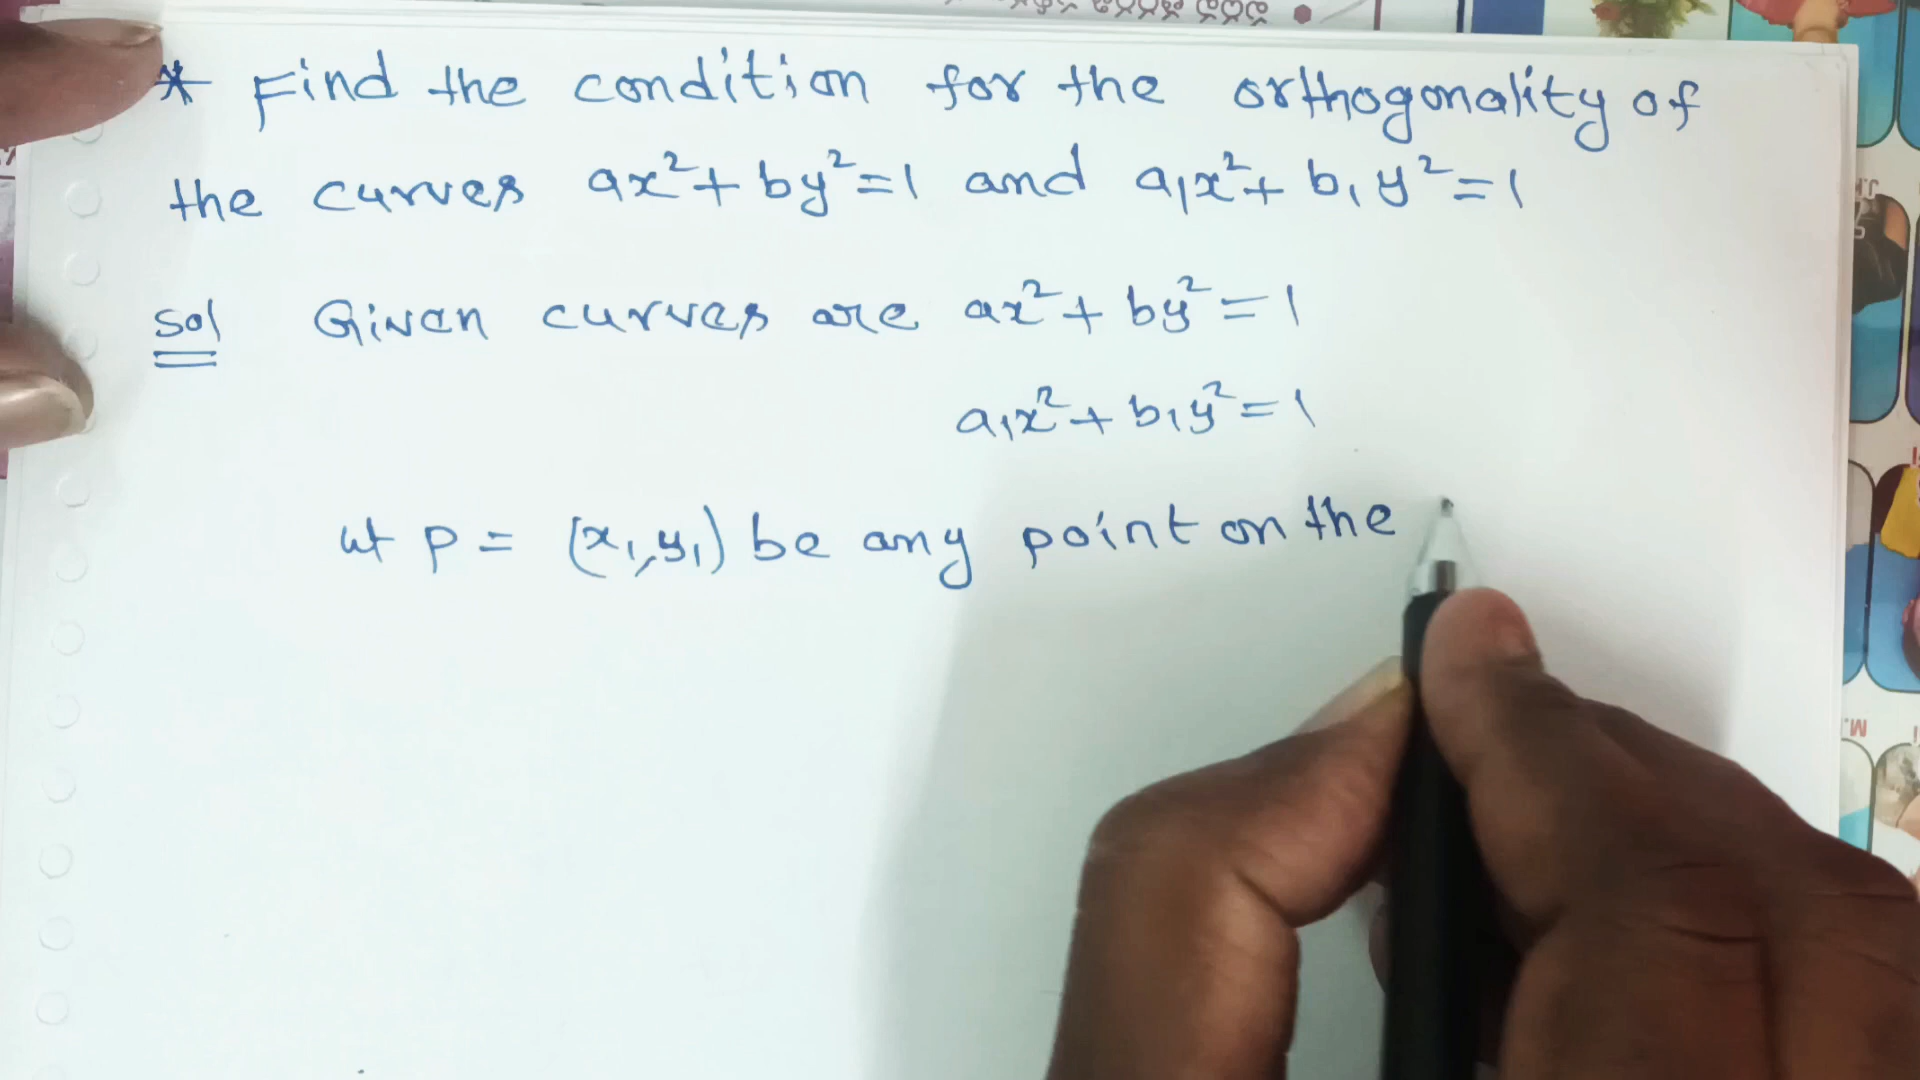 * Find the condition for the orthogonality of
the curves ax²+ by²=1 and a₁x²+ b₁y²=1
Sol Given curves are ax²+ by²=1
a₁x²+ b₁y²=1
let P = (x₁,y₁) be any point on the